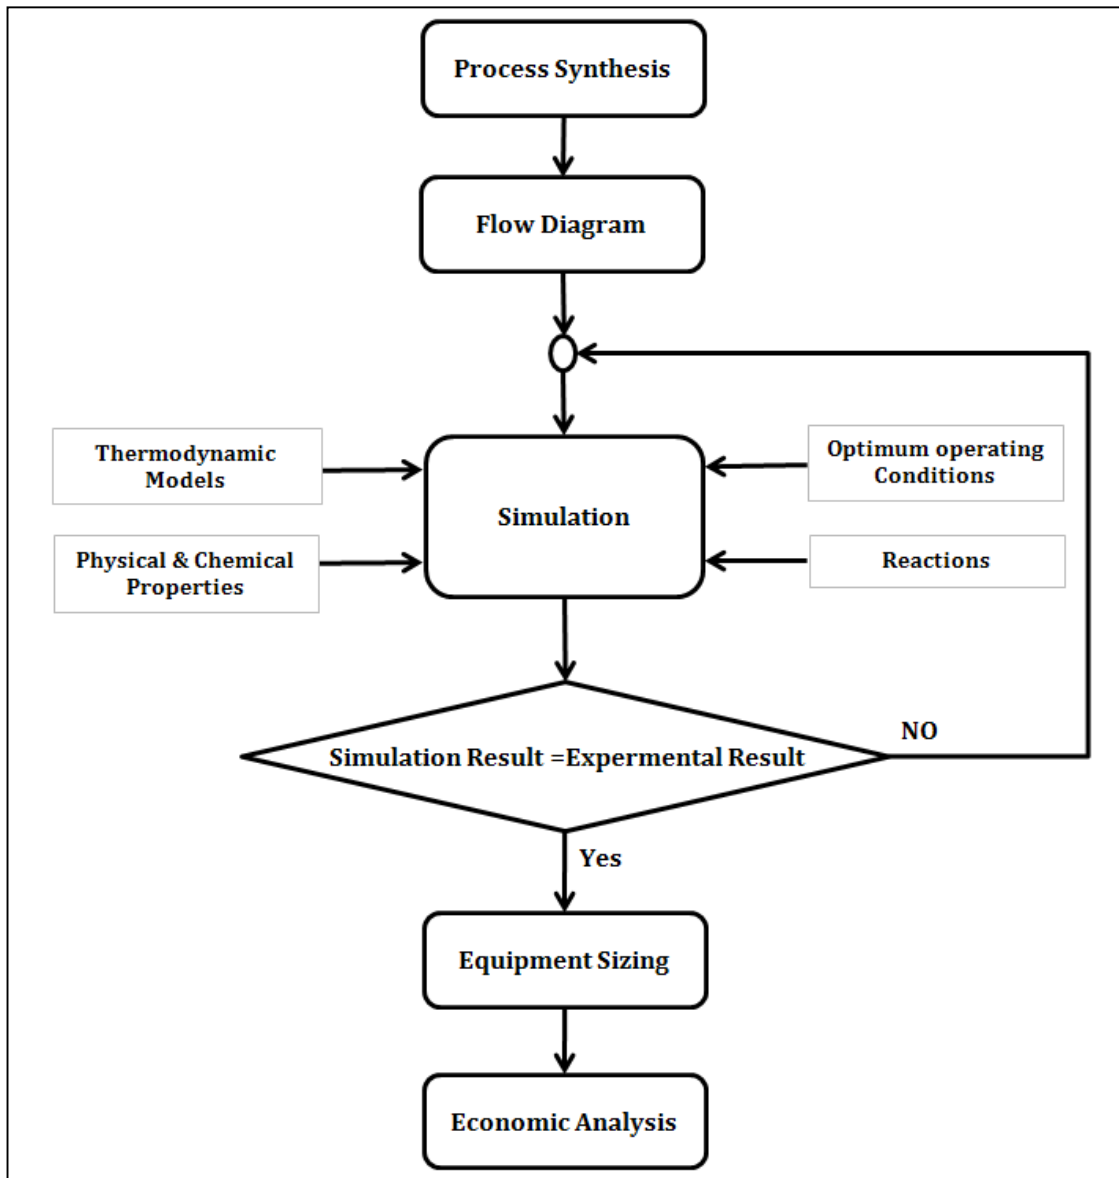 Process Synthesis
Flow Diagram
Thermodynamic
Models
Optimum operating
Conditions
Simulation
Physical & Chemical
Properties
Reactions
NO
Simulation Result =Expermental Result
Yes
Equipment Sizing
Economic Analysis